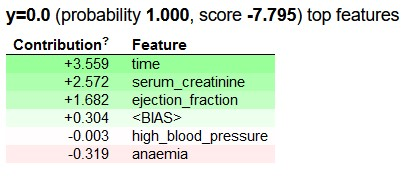 y=0.0 (probability 1.000, score -7.795) top features
Contribution? Feature
+3.559 time
+2.572 serum_creatinine
+1.682 ejection_fraction
+0.304 <BIAS>
-0.003 high_blood_pressure
-0.319 anaemia